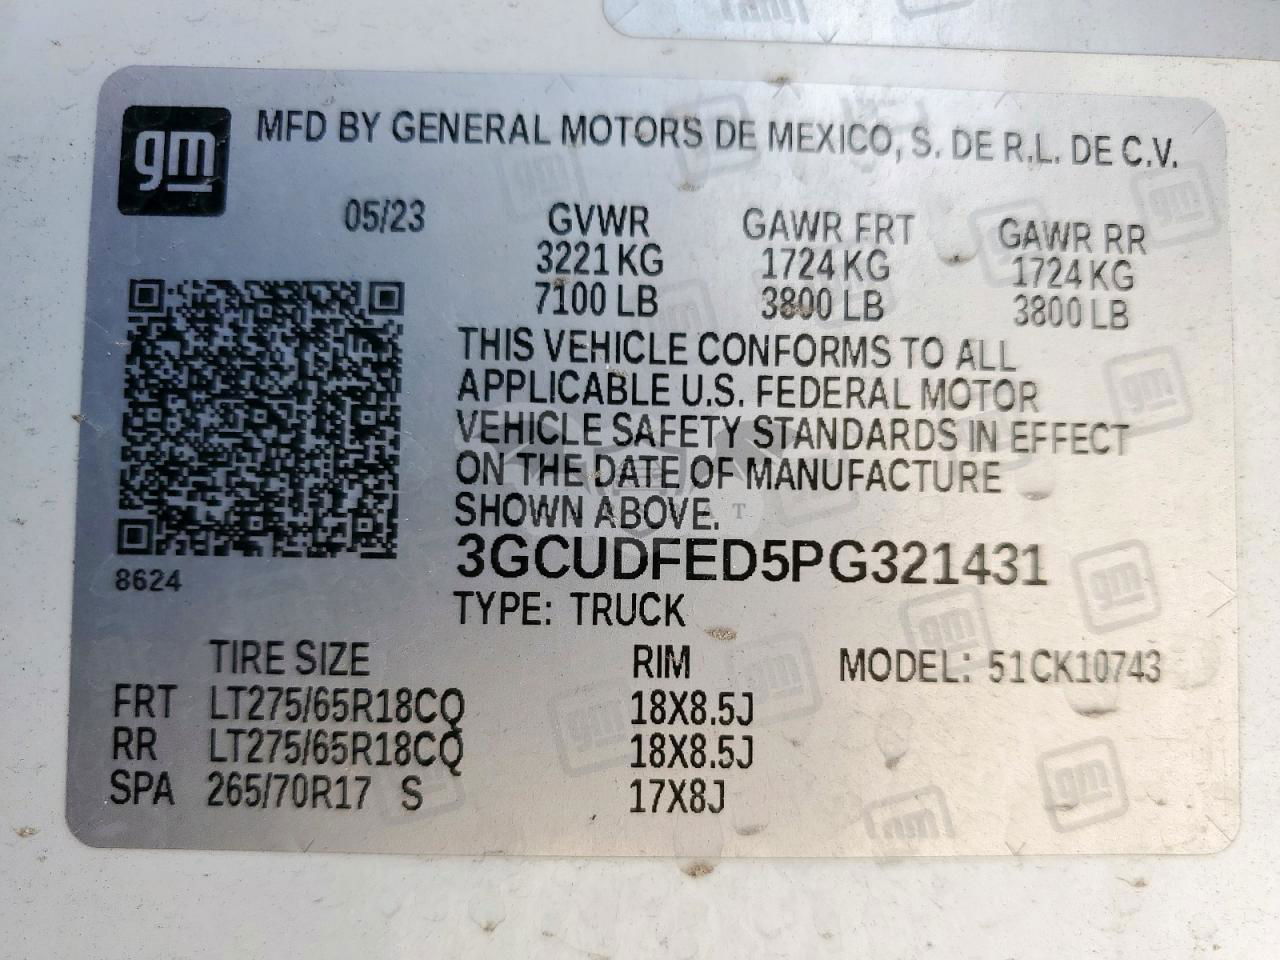 gm MFD BY GENERAL MOTORS DE MEXICO, S. DE R.L. DE C.V.
05/23 GVWR GAWR FRT GAWR RR
3221 KG 1724 KG 1724 KG
7100 LB 3800 LB 3800 LB
THIS VEHICLE CONFORMS TO ALL
APPLICABLE U.S. FEDERAL MOTOR
VEHICLE SAFETY STANDARDS IN EFFECT
ON THE DATE OF MANUFACTURE
SHOWN ABOVE.
3GCUDFED5PG321431
8624
TYPE: TRUCK
TIRE SIZE RIM MODEL: 51CK10743
FRT LT275/65R18CQ 18X8.5J
RR LT275/65R18CQ 18X8.5J
SPA 265/70R17 S 17X8J